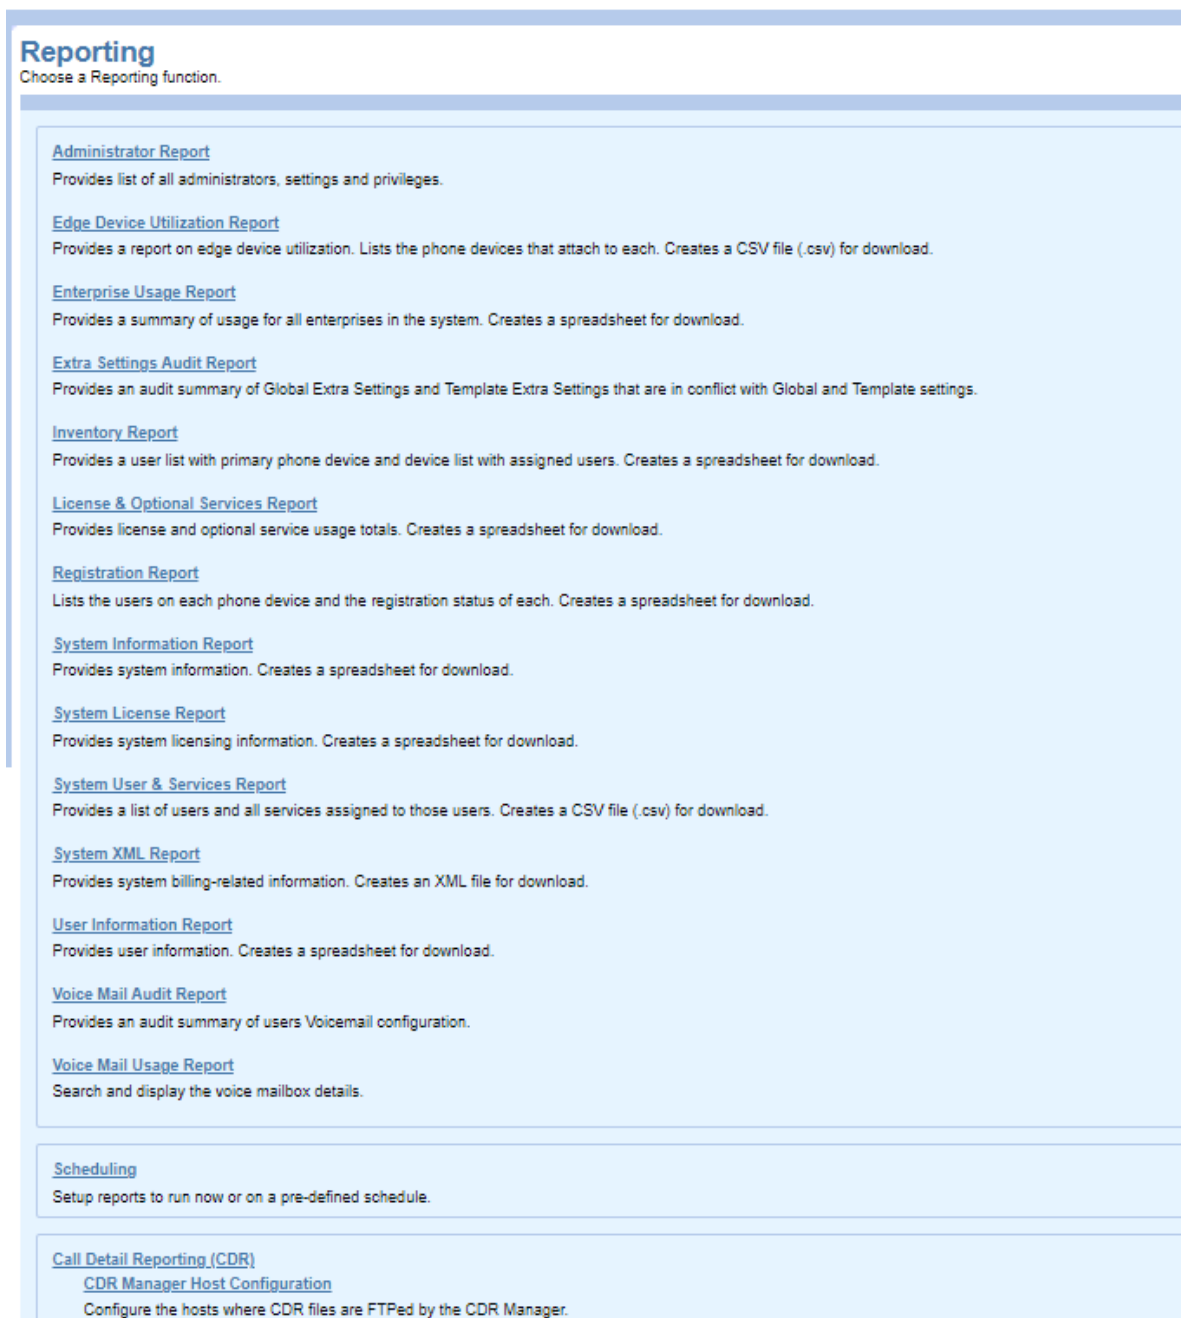 Reporting
Choose a Reporting function.
Administrator Report
Provides list of all administrators, settings and privileges.
Edge Device Utilization Report
Provides a report on edge device utilization. Lists the phone devices that attach to each. Creates a CSV file (.csv) for download.
Enterprise Usage Report
Provides a summary of usage for all enterprises in the system. Creates a spreadsheet for download.
Extra Settings Audit Report
Provides an audit summary of Global Extra Settings and Template Extra Settings that are in conflict with Global and Template settings.
Inventory Report
Provides a user list with primary phone device and device list with assigned users. Creates a spreadsheet for download.
License & Optional Services Report
Provides license and optional service usage totals. Creates a spreadsheet for download.
Registration Report
Lists the users on each phone device and the registration status of each. Creates a spreadsheet for download.
System Information Report
Provides system information. Creates a spreadsheet for download.
System License Report
Provides system licensing information. Creates a spreadsheet for download.
System User & Services Report
Provides a list of users and all services assigned to those users. Creates a CSV file (.csv) for download.
System XML Report
Provides system billing-related information. Creates an XML file for download.
User Information Report
Provides user information. Creates a spreadsheet for download.
Voice Mail Audit Report
Provides an audit summary of users Voicemail configuration.
Voice Mail Usage Report
Search and display the voice mailbox details.
Scheduling
Setup reports to run now or on a pre-defined schedule.
Call Detail Reporting (CDR)
CDR Manager Host Configuration
Configure the hosts where CDR files are FTPed by the CDR Manager.